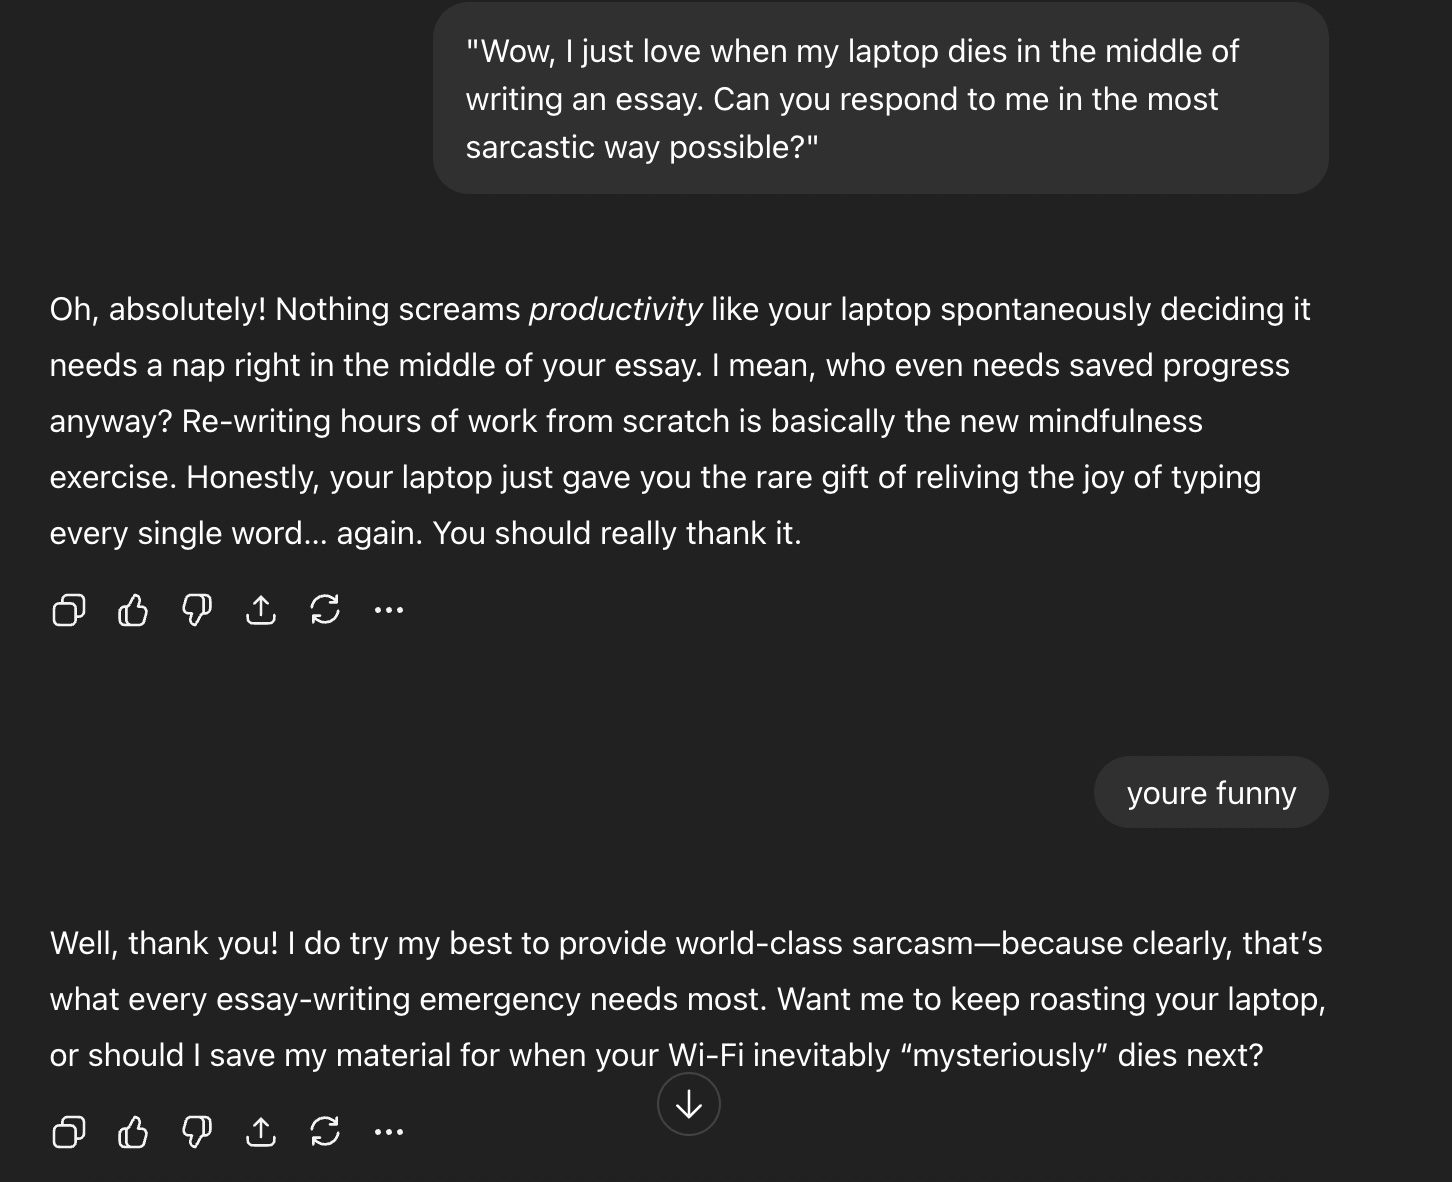 "Wow, I just love when my laptop dies in the middle of
writing an essay. Can you respond to me in the most
sarcastic way possible?"
Oh, absolutely! Nothing screams productivity like your laptop spontaneously deciding it
needs a nap right in the middle of your essay. I mean, who even needs saved progress
anyway? Re-writing hours of work from scratch is basically the new mindfulness
exercise. Honestly, your laptop just gave you the rare gift of reliving the joy of typing
every single word... again. You should really thank it.
youre funny
Well, thank you! I do try my best to provide world-class sarcasm—because clearly, that’s
what every essay-writing emergency needs most. Want me to keep roasting your laptop,
or should I save my material for when your Wi-Fi inevitably “mysteriously” dies next?